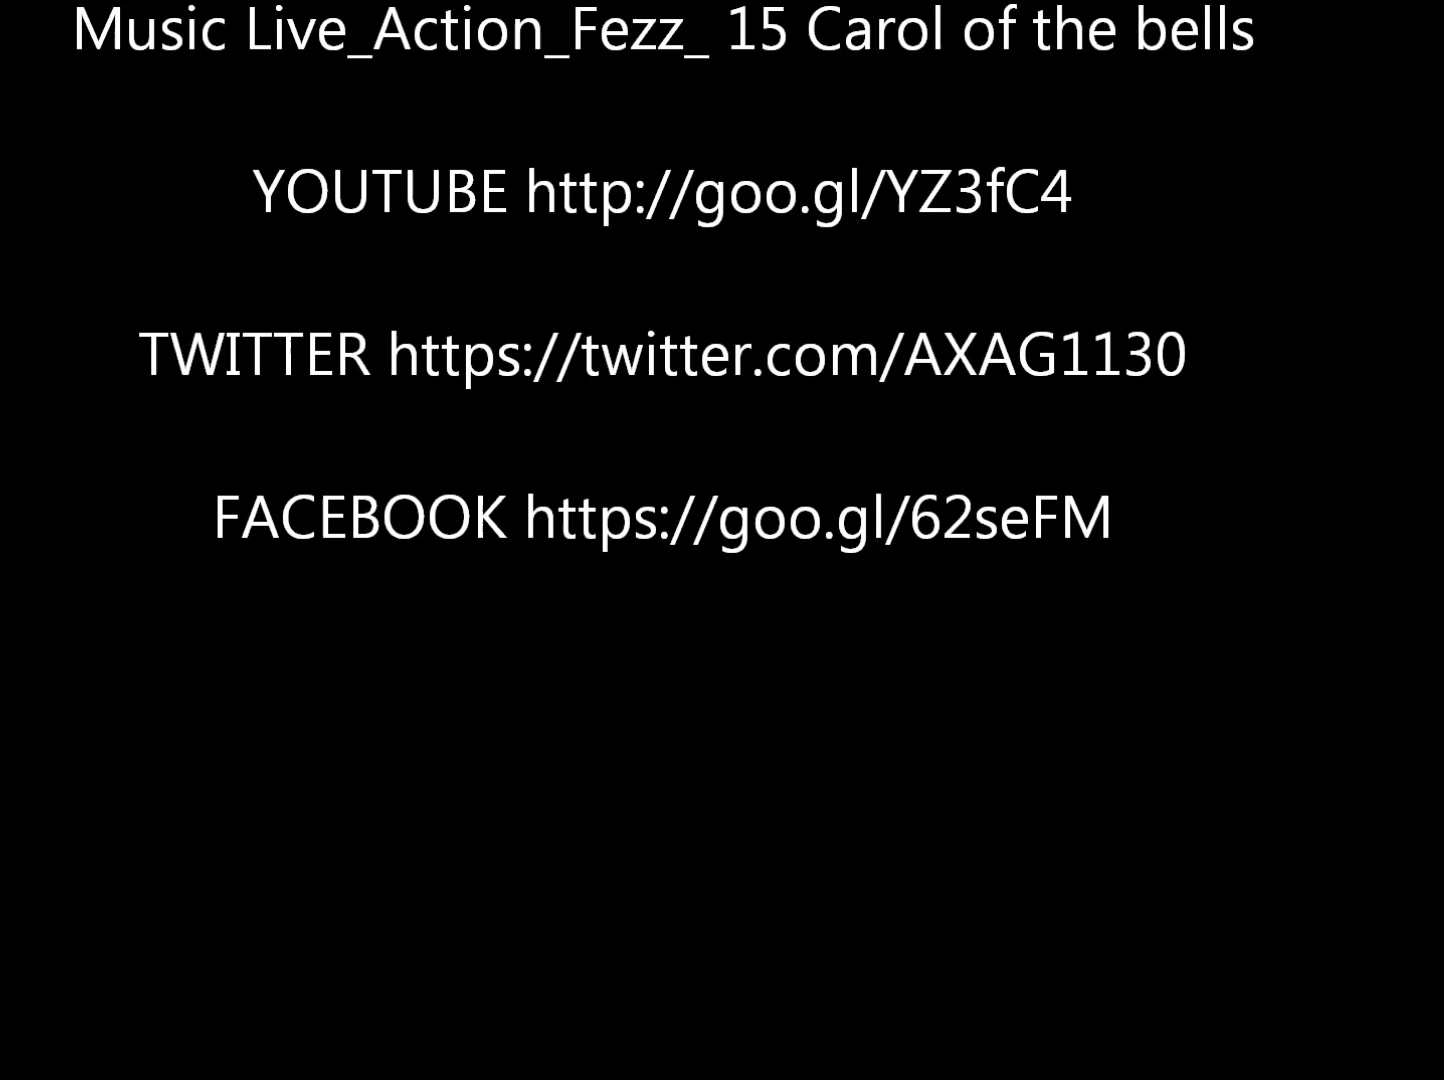 Music Live_Action_Fezz_ 15 Carol of the bells
YOUTUBE http://goo.gl/YZ3fC4
TWITTER https://twitter.com/AXAG1130
FACEBOOK https://goo.gl/62seFM